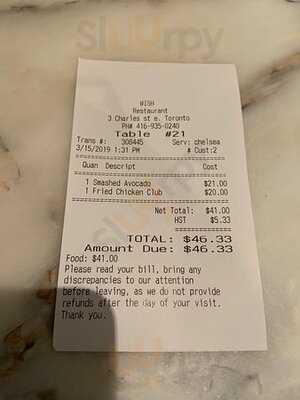 sluurpy
WISH
Restaurant
3 Charles st e. Toronto
PH# 416-935-0240
Table #21
Trans #: 308445 Serv: chelsea
3/15/2019 1:31 PM # Cust:2
Quan Descript Cost
1 Smashed Avocado $21.00
1 Fried Chicken Club $20.00
Net Total: $41.00
HST $5.33
TOTAL: $46.33
Amount Due: $46.33
Food: $41.00
Please read your bill, bring any
discrepancies to our attention
before leaving, as we do not provide
refunds after the day of your visit.
Thank you.